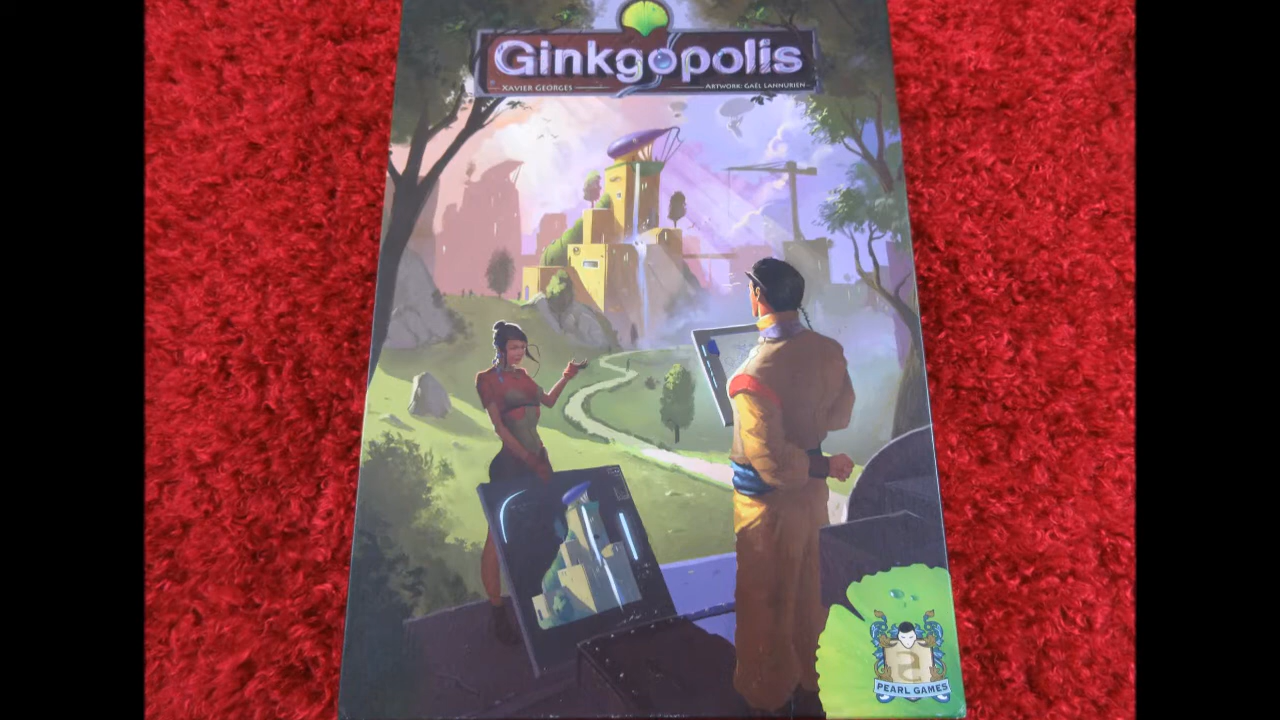 Ginkgopolis
XAVIER GEORGES
ARTWORK: GAËL LANNURIEN
PEARL GAMES